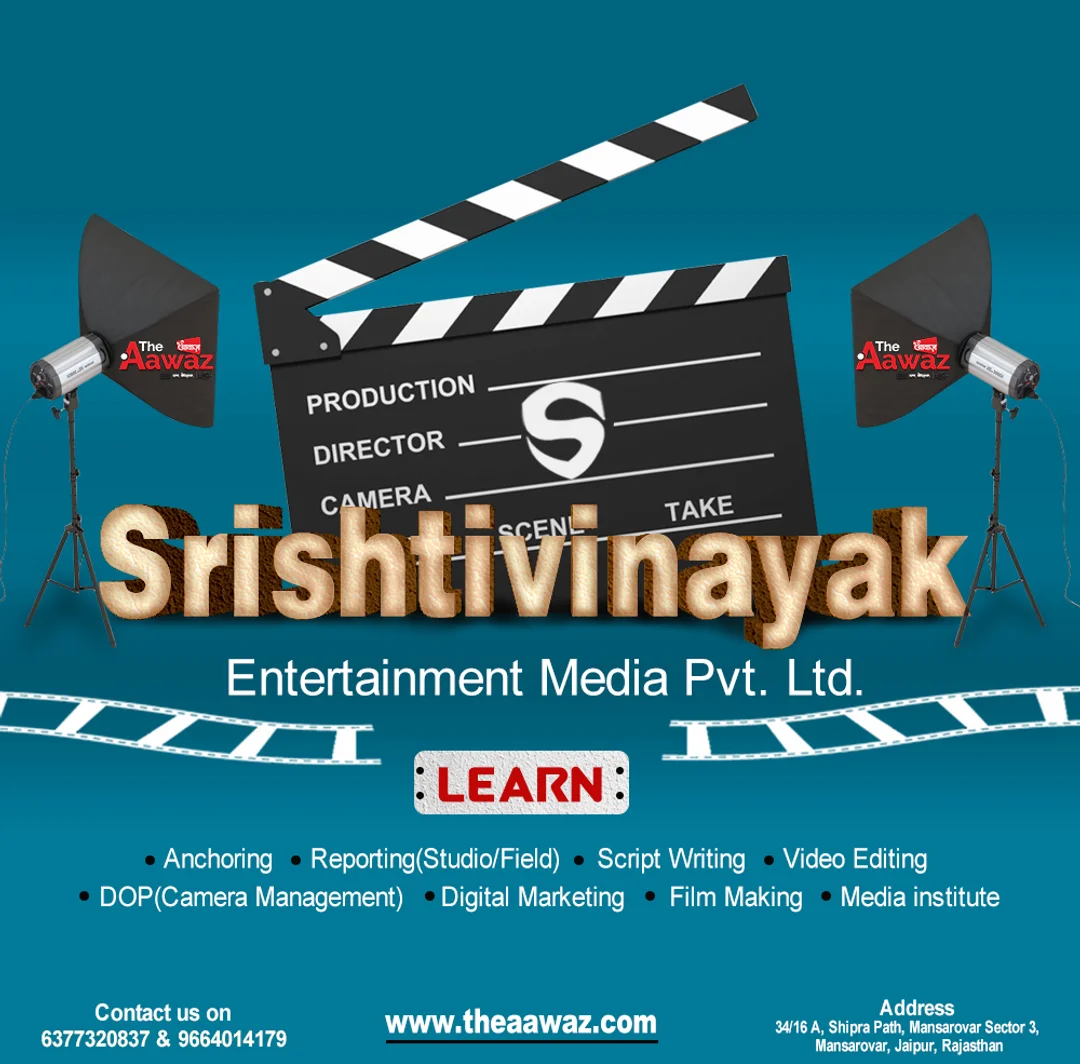 PRODUCTION
DIRECTOR
CAMERA
SCENE
TAKE
S
The
Aawaz
The
Aawaz
Srishtivinayak
Entertainment Media Pvt. Ltd.
LEARN
• Anchoring • Reporting(Studio/Field) • Script Writing • Video Editing
• DOP(Camera Management) • Digital Marketing • Film Making • Media institute
Contact us on
6377320837 & 9664014179
www.theaawaz.com
Address
34/16 A, Shipra Path, Mansarovar Sector 3,
Mansarovar, Jaipur, Rajasthan